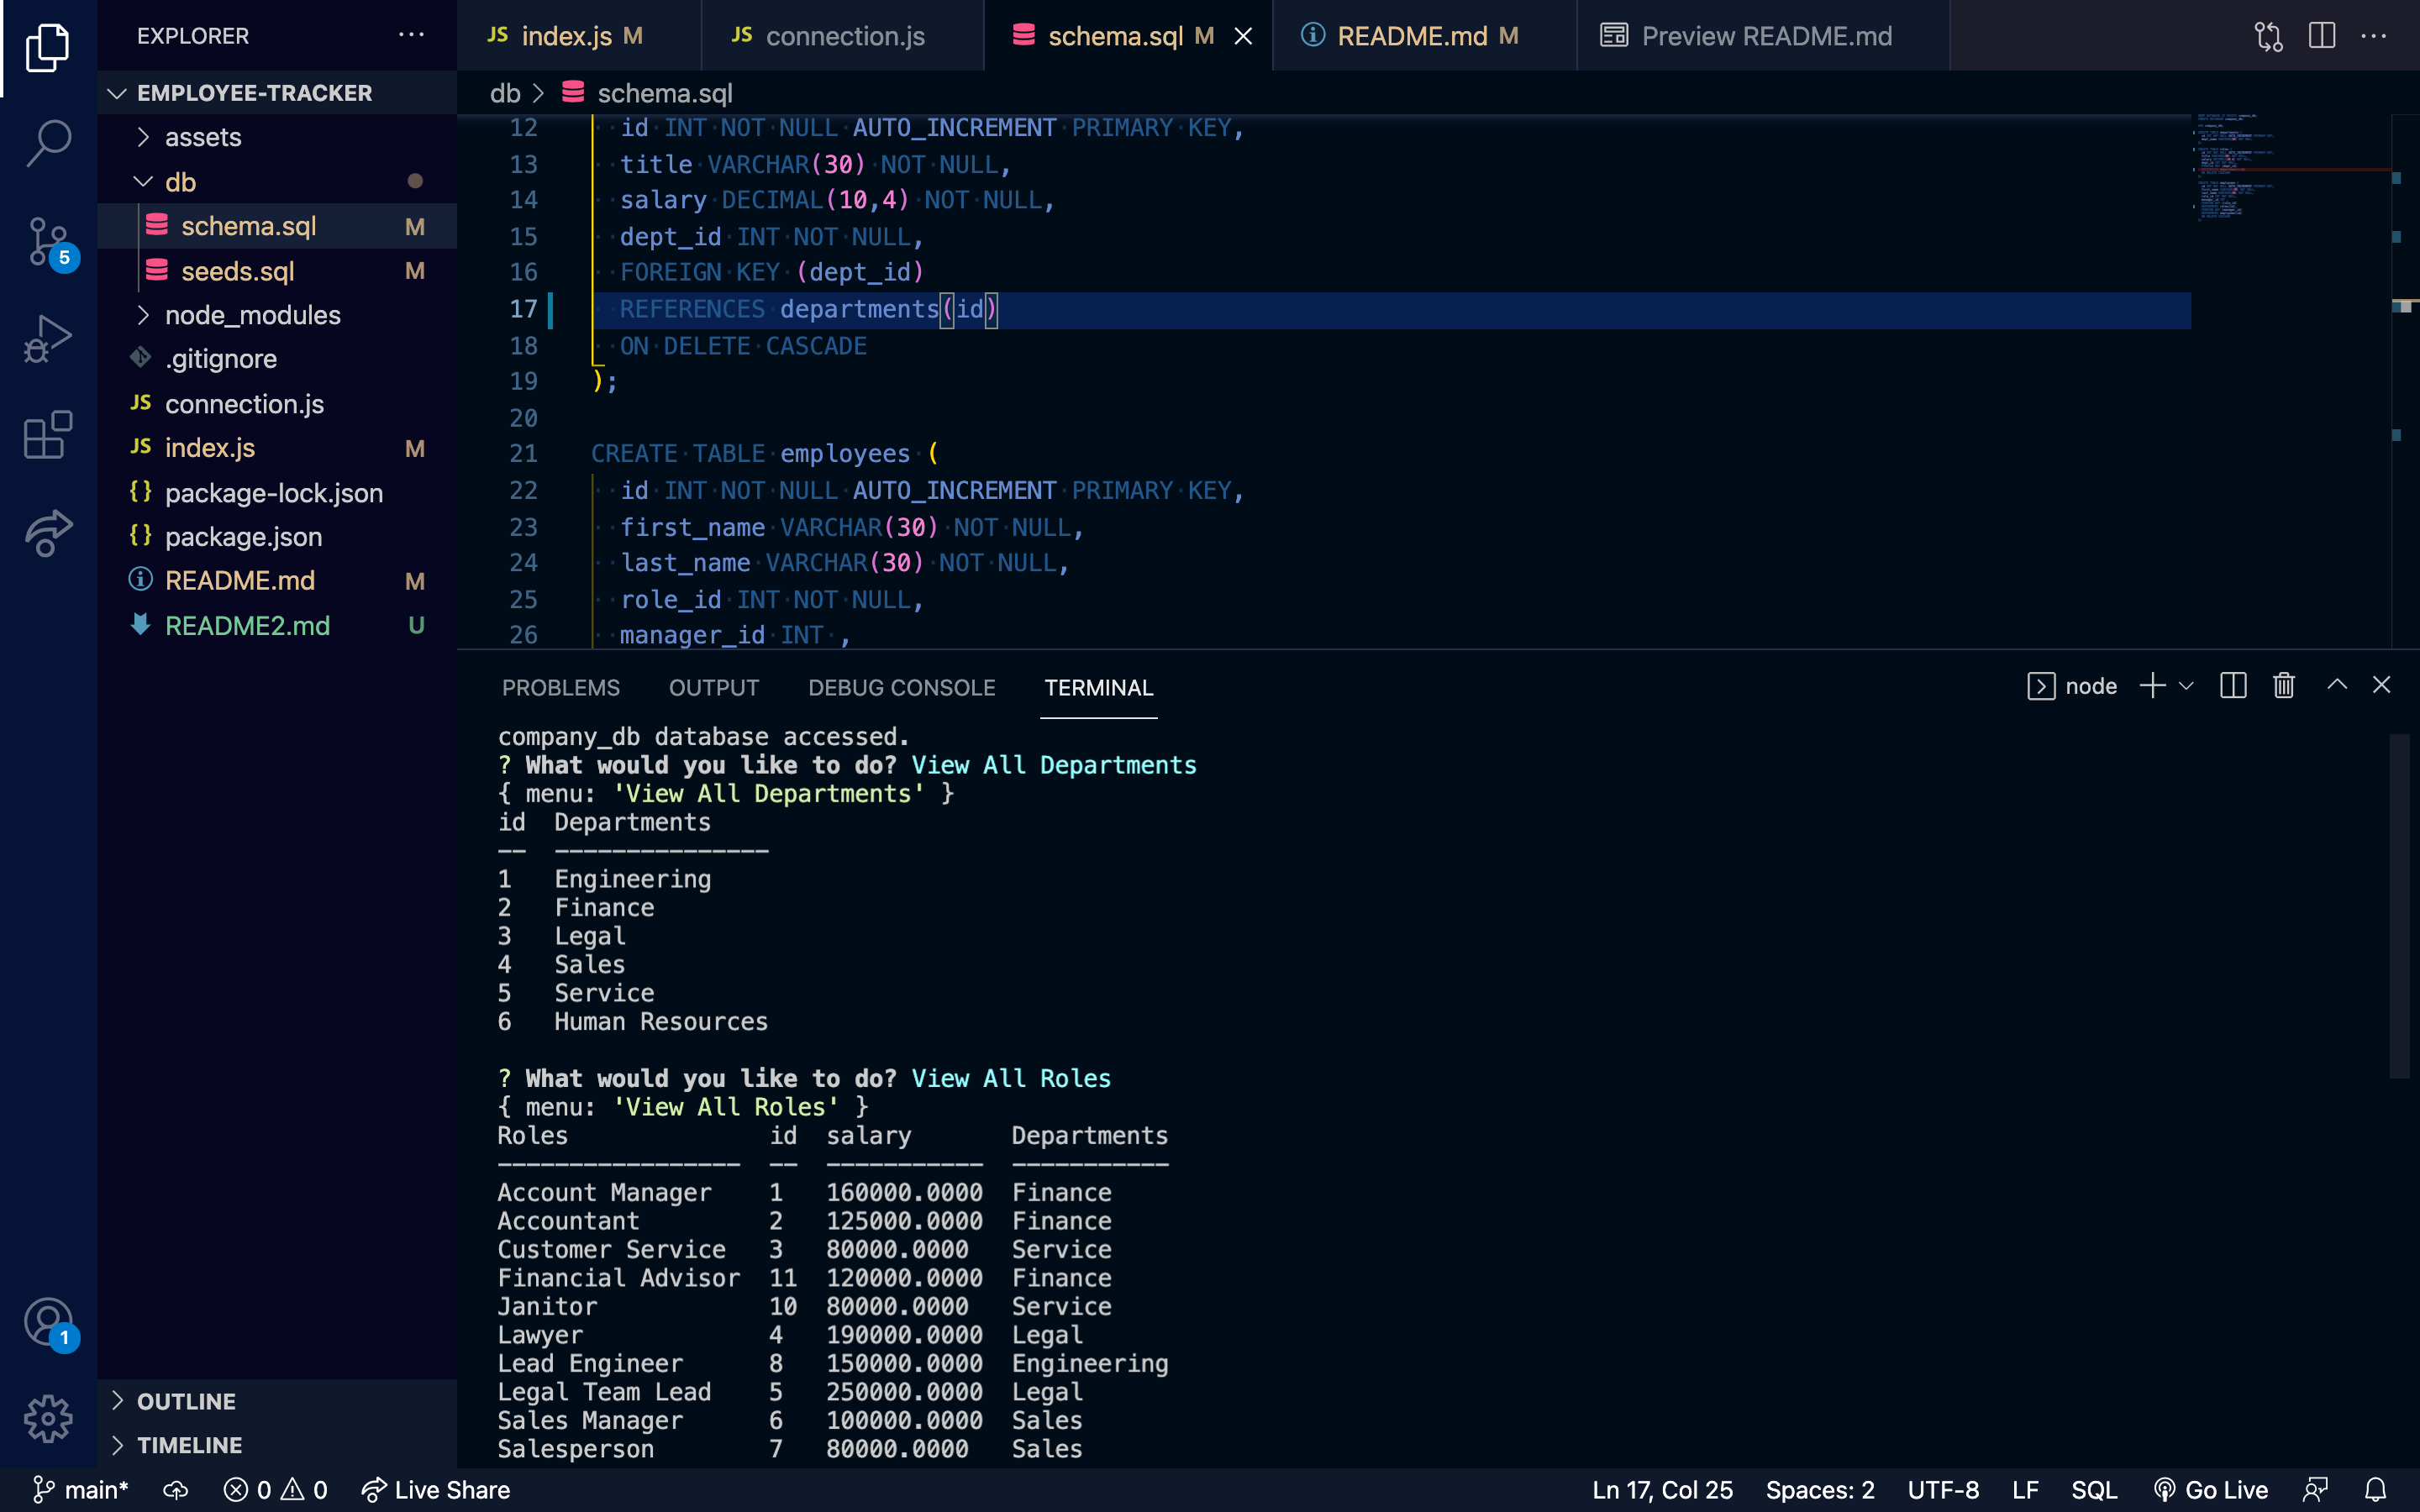 EXPLORER
EMPLOYEE-TRACKER
assets
db
schema.sql M
seeds.sql M
node_modules
.gitignore
JS connection.js
JS index.js M
{} package-lock.json
{} package.json
README.md M
README2.md U
OUTLINE
TIMELINE
5
1
JS index.js M
JS connection.js
schema.sql M
README.md M
Preview README.md
db > schema.sql
12 id INT NOT NULL AUTO_INCREMENT PRIMARY KEY,
13 title VARCHAR(30) NOT NULL,
14 salary DECIMAL(10,4) NOT NULL,
15 dept_id INT NOT NULL,
16 FOREIGN KEY (dept_id)
17 REFERENCES departments(id)
18 ON DELETE CASCADE
19 );
20
21 CREATE TABLE employees (
22 id INT NOT NULL AUTO_INCREMENT PRIMARY KEY,
23 first_name VARCHAR(30) NOT NULL,
24 last_name VARCHAR(30) NOT NULL,
25 role_id INT NOT NULL,
26 manager_id INT ,
PROBLEMS OUTPUT DEBUG CONSOLE TERMINAL
node
company_db database accessed.
? What would you like to do? View All Departments
{ menu: 'View All Departments' }
id Departments
-- ---------------
1 Engineering
2 Finance
3 Legal
4 Sales
5 Service
6 Human Resources
? What would you like to do? View All Roles
{ menu: 'View All Roles' }
Roles id salary Departments
----------------- -- ----------- -----------
Account Manager 1 160000.0000 Finance
Accountant 2 125000.0000 Finance
Customer Service 3 80000.0000 Service
Financial Advisor 11 120000.0000 Finance
Janitor 10 80000.0000 Service
Lawyer 4 190000.0000 Legal
Lead Engineer 8 150000.0000 Engineering
Legal Team Lead 5 250000.0000 Legal
Sales Manager 6 100000.0000 Sales
Salesperson 7 80000.0000 Sales
main* 0 0 Live Share
Ln 17, Col 25 Spaces: 2 UTF-8 LF SQL Go Live